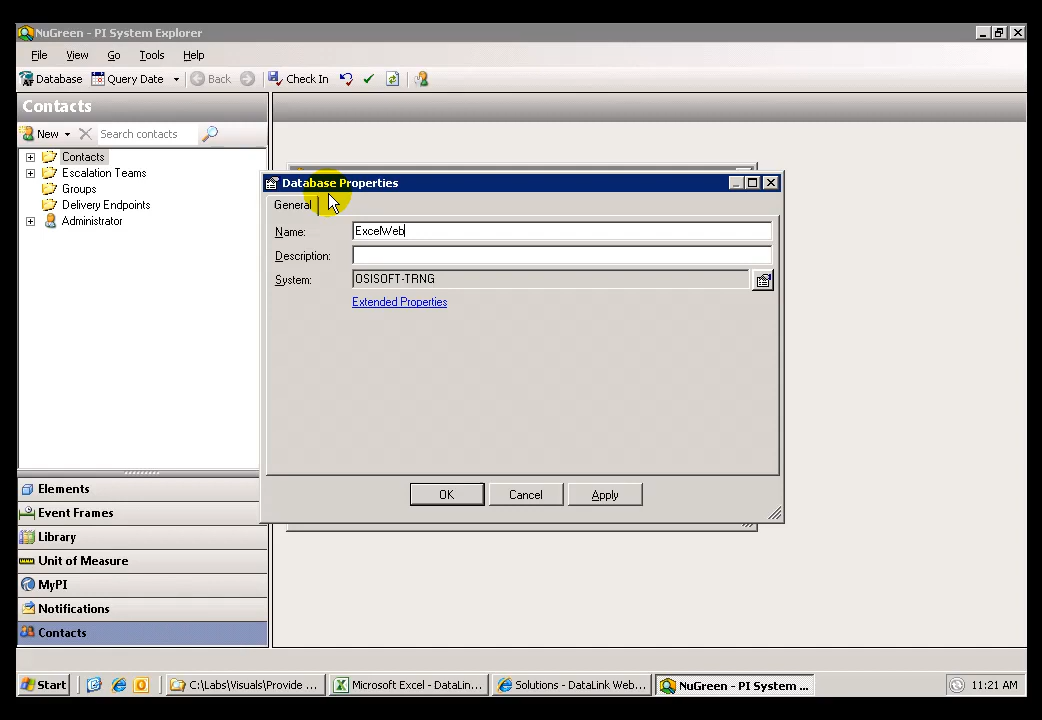 NuGreen - PI System Explorer
File View Go Tools Help
Database Query Date Back Check In
Contacts
New Search contacts
Contacts
Escalation Teams
Groups
Delivery Endpoints
Administrator
Database Properties
General
Name: ExcelWeb
Description:
System: OSISOFT-TRNG
Extended Properties
OK Cancel Apply
Elements
Event Frames
Library
Unit of Measure
MyPI
Notifications
Contacts
Start C:\Labs\Visuals\Provide ... Microsoft Excel - DataLin... Solutions - DataLink Web... NuGreen - PI System ... 11:21 AM